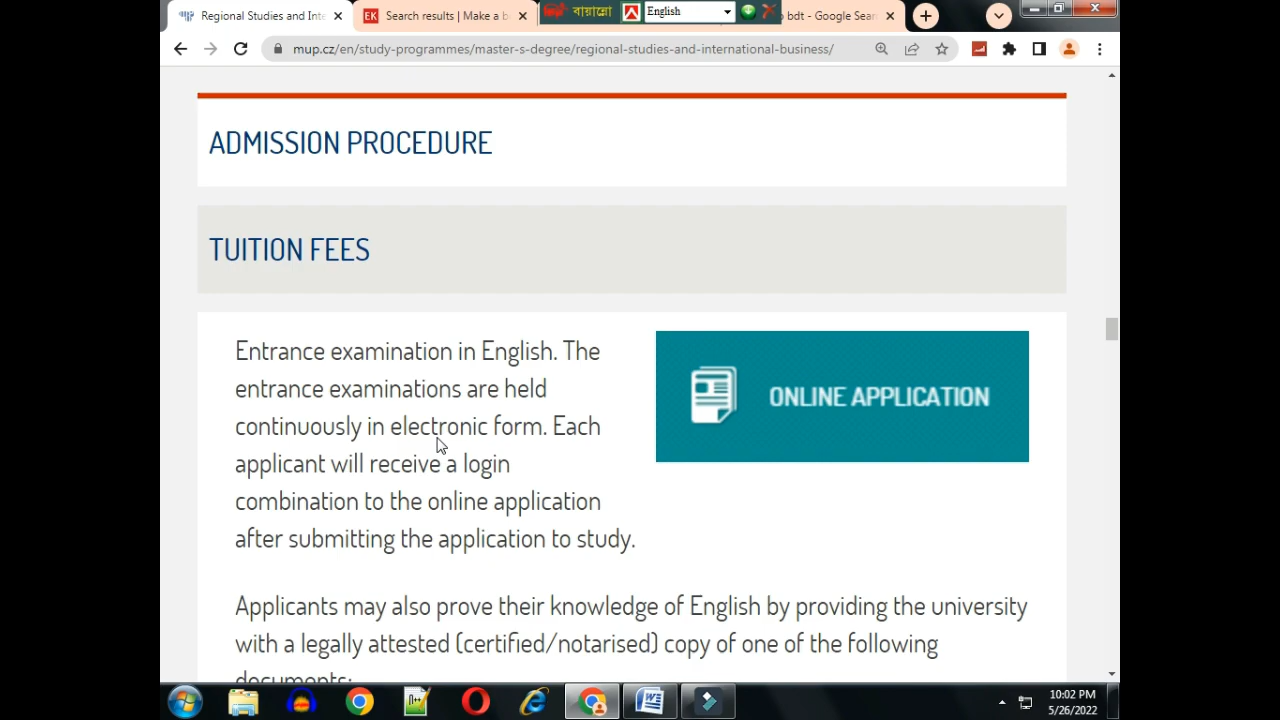 Regional Studies and Inte
Search results | Make a b
বায়ান্নো
English
o bdt - Google Sear
mup.cz/en/study-programmes/master-s-degree/regional-studies-and-international-business/
ADMISSION PROCEDURE
TUITION FEES
Entrance examination in English. The
entrance examinations are held
continuously in electronic form. Each
applicant will receive a login
combination to the online application
after submitting the application to study.
ONLINE APPLICATION
Applicants may also prove their knowledge of English by providing the university
with a legally attested (certified/notarised) copy of one of the following
documents:
10:02 PM
5/26/2022